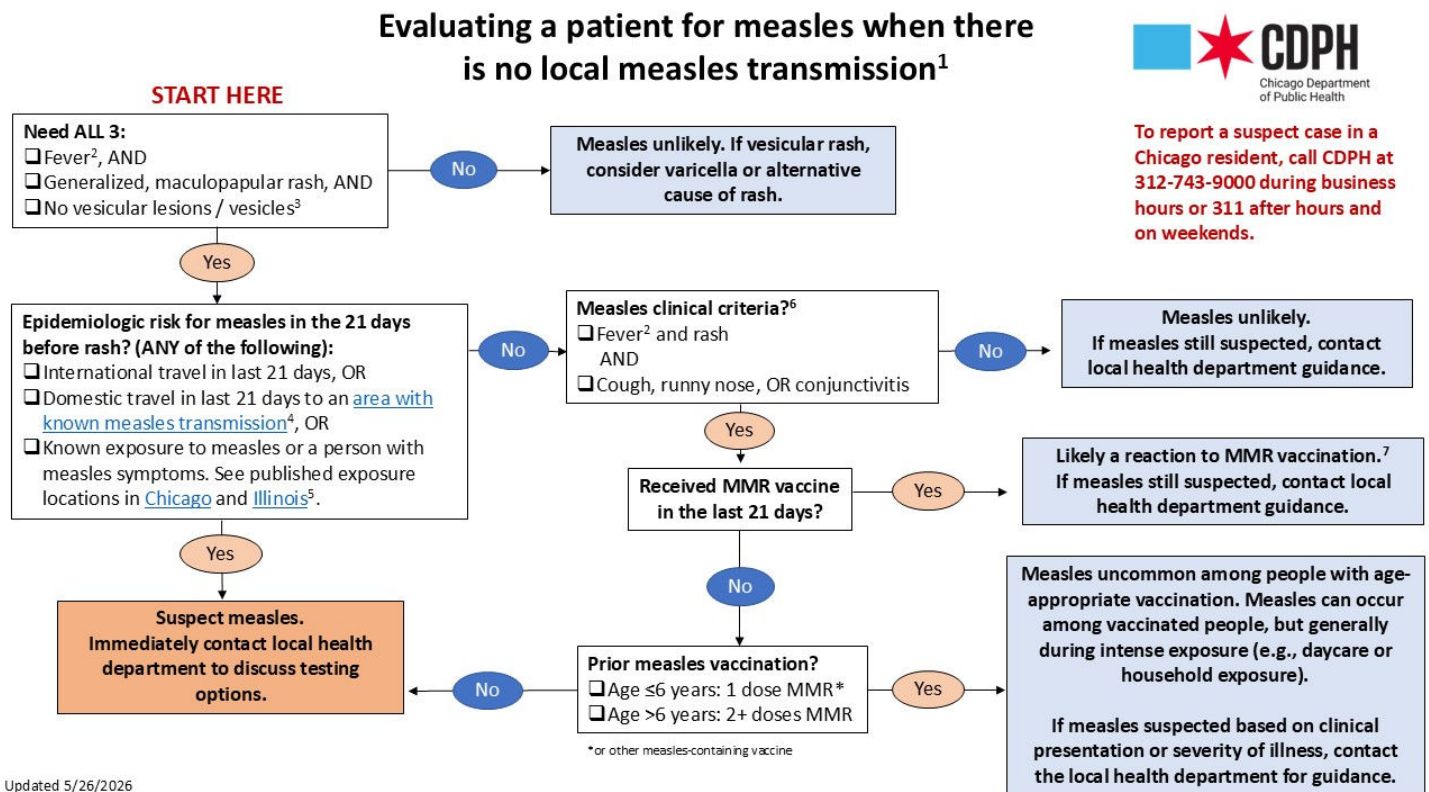 Evaluating a patient for measles when there
is no local measles transmission¹
CDPH
Chicago Department
of Public Health
START HERE
Need ALL 3:
❑Fever², AND
❑Generalized, maculopapular rash, AND
❑No vesicular lesions / vesicles³
No
Measles unlikely. If vesicular rash,
consider varicella or alternative
cause of rash.
To report a suspect case in a
Chicago resident, call CDPH at
312-743-9000 during business
hours or 311 after hours and
on weekends.
Yes
Epidemiologic risk for measles in the 21 days
before rash? (ANY of the following):
❑International travel in last 21 days, OR
❑Domestic travel in last 21 days to an area with
known measles transmission⁴, OR
❑Known exposure to measles or a person with
measles symptoms. See published exposure
locations in Chicago and Illinois⁵.
No
Measles clinical criteria?⁶
❑Fever² and rash
AND
❑Cough, runny nose, OR conjunctivitis
No
Measles unlikely.
If measles still suspected, contact
local health department guidance.
Yes
Received MMR vaccine
in the last 21 days?
Yes
Likely a reaction to MMR vaccination.⁷
If measles still suspected, contact local
health department guidance.
Yes
Suspect measles.
Immediately contact local health
department to discuss testing
options.
No
Prior measles vaccination?
❑Age ≤6 years: 1 dose MMR*
❑Age >6 years: 2+ doses MMR
*or other measles-containing vaccine
No
Yes
Measles uncommon among people with age-
appropriate vaccination. Measles can occur
among vaccinated people, but generally
during intense exposure (e.g., daycare or
household exposure).
If measles suspected based on clinical
presentation or severity of illness, contact
the local health department for guidance.
Updated 5/26/2026